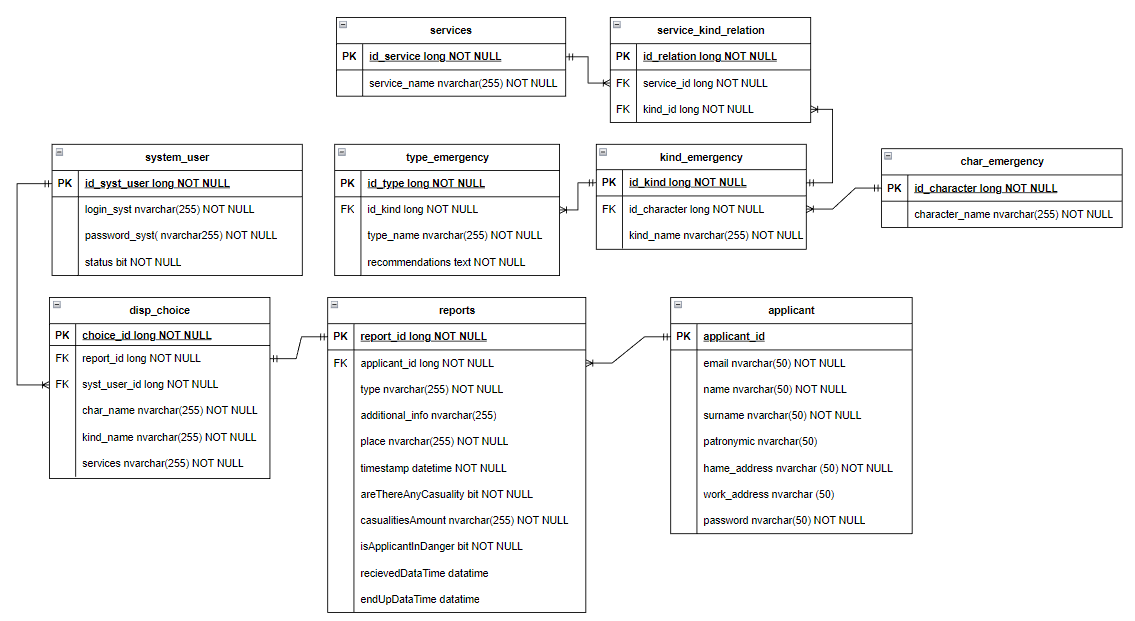 services
PK id_service long NOT NULL
service_name nvarchar(255) NOT NULL
service_kind_relation
PK id_relation long NOT NULL
FK service_id long NOT NULL
FK kind_id long NOT NULL
system_user
PK id_syst_user long NOT NULL
login_syst nvarchar(255) NOT NULL
password_syst( nvarchar255) NOT NULL
status bit NOT NULL
type_emergency
PK id_type long NOT NULL
FK id_kind long NOT NULL
type_name nvarchar(255) NOT NULL
recommendations text NOT NULL
kind_emergency
PK id_kind long NOT NULL
FK id_character long NOT NULL
kind_name nvarchar(255) NOT NULL
char_emergency
PK id_character long NOT NULL
character_name nvarchar(255) NOT NULL
disp_choice
PK choice_id long NOT NULL
FK report_id long NOT NULL
FK syst_user_id long NOT NULL
char_name nvarchar(255) NOT NULL
kind_name nvarchar(255) NOT NULL
services nvarchar(255) NOT NULL
reports
PK report_id long NOT NULL
FK applicant_id long NOT NULL
type nvarchar(255) NOT NULL
additional_info nvarchar(255)
place nvarchar(255) NOT NULL
timestamp datetime NOT NULL
areThereAnyCasuality bit NOT NULL
casualitiesAmount nvarchar(255) NOT NULL
isApplicantInDanger bit NOT NULL
recievedDataTime datatime
endUpDataTime datatime
applicant
PK applicant_id
email nvarchar(50) NOT NULL
name nvarchar(50) NOT NULL
surname nvarchar(50) NOT NULL
patronymic nvarchar(50)
hame_address nvarchar (50) NOT NULL
work_address nvarchar (50)
password nvarchar(50) NOT NULL